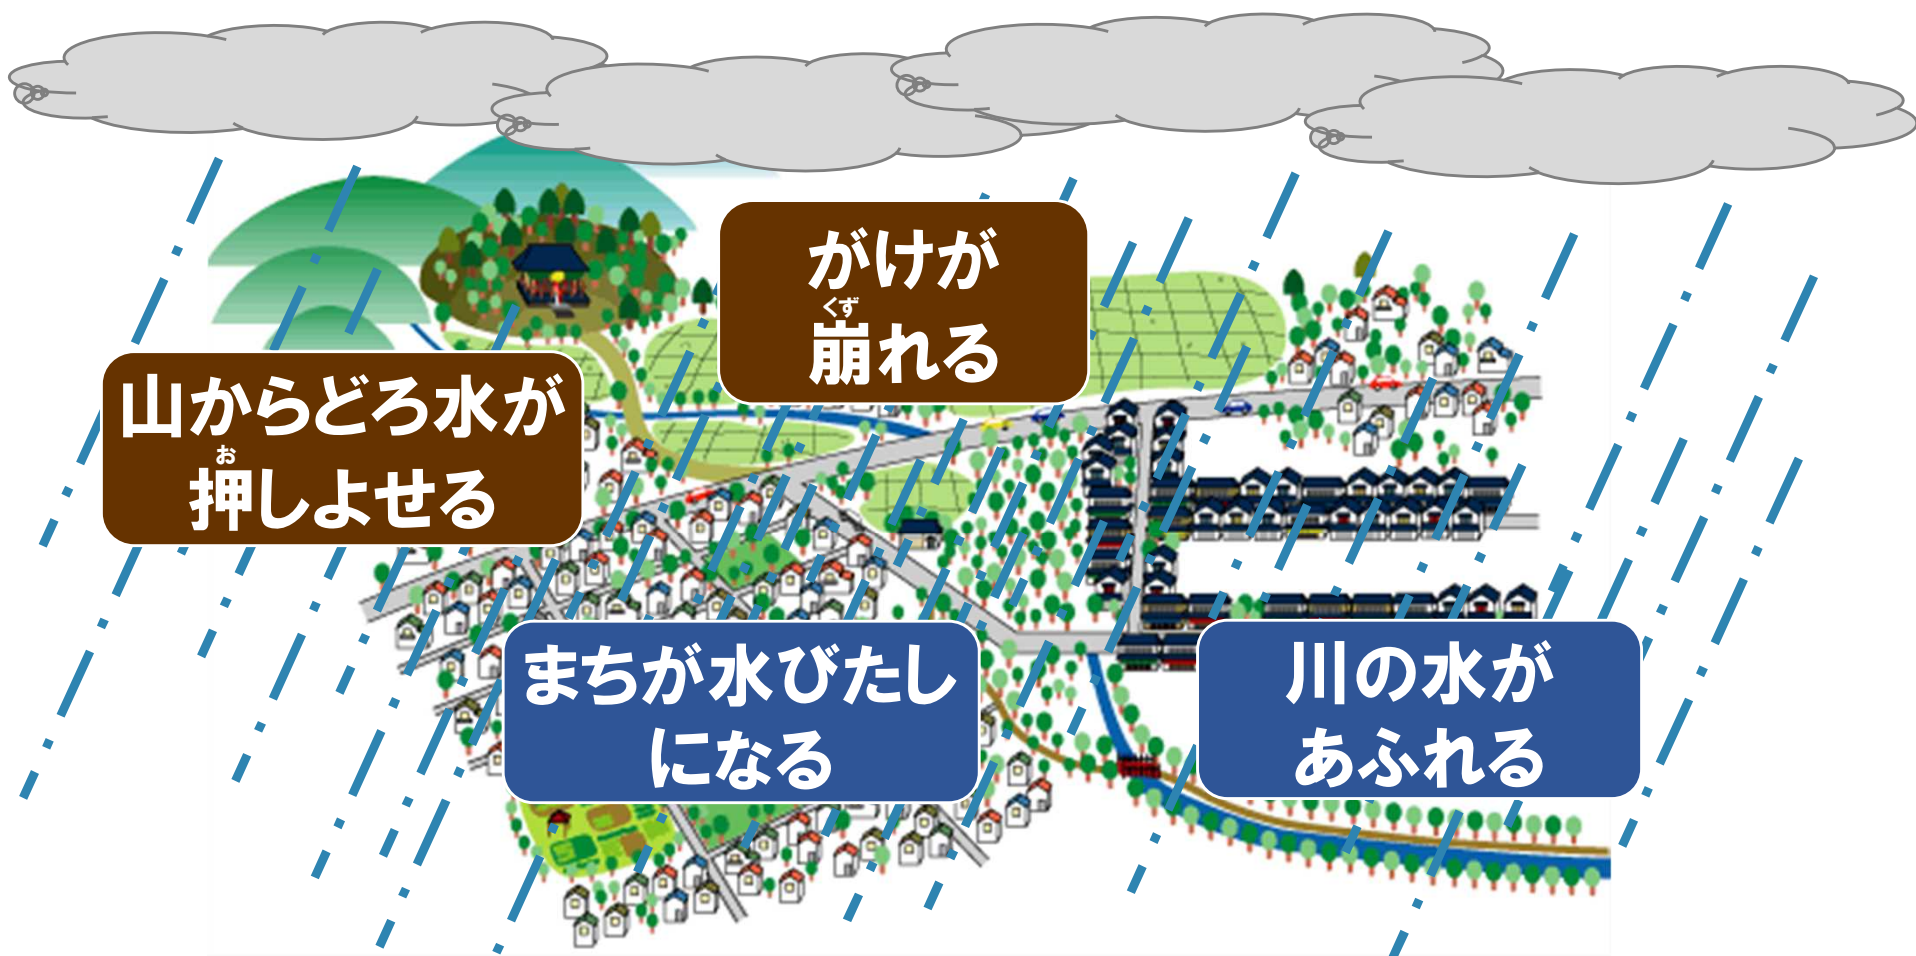 がけが
くず
崩れる
山からどろ水が
お
押しよせる
まちが水びたし
になる
川の水が
あふれる